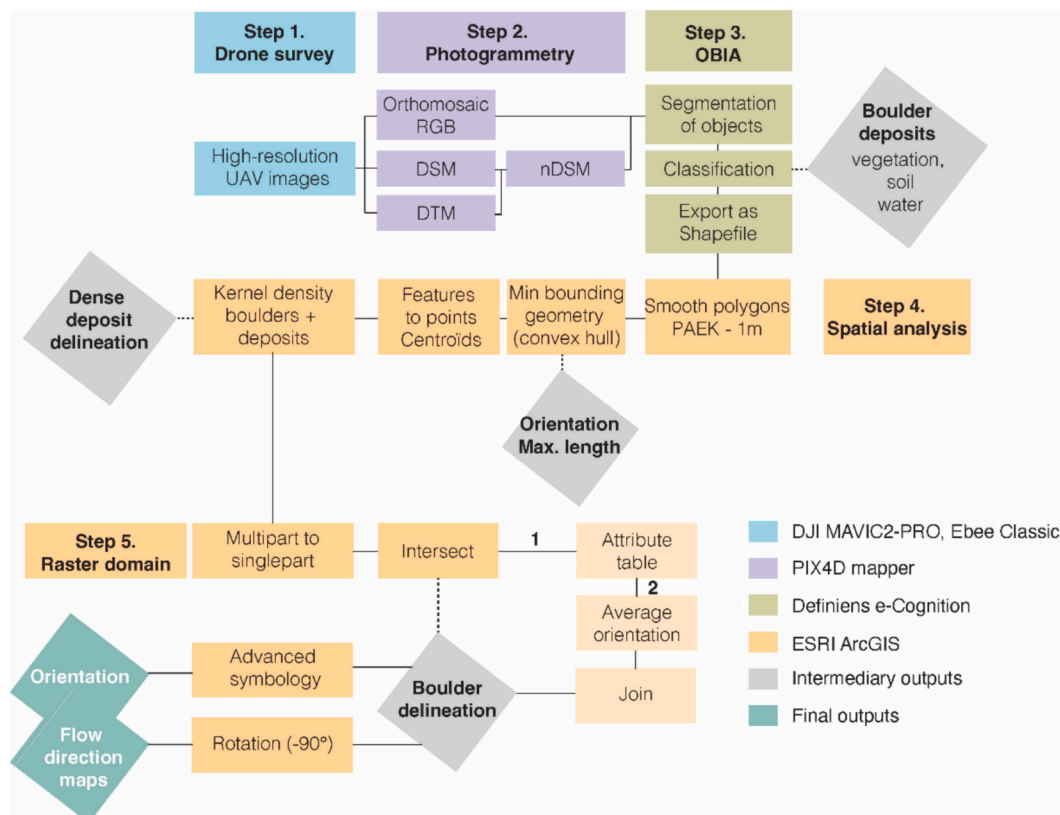 Step 1.
Drone survey
Step 2.
Photogrammetry
Step 3.
OBIA
Orthomosaic
RGB
Segmentation
of objects
Boulder
deposits
vegetation,
soil
water
High-resolution
UAV images
DSM
nDSM
Classification
DTM
Export as
Shapefile
Dense
deposit
delineation
Kernel density
boulders +
deposits
Features
to points
Centroïds
Min bounding
geometry
(convex hull)
Smooth polygons
PAEK - 1m
Step 4.
Spatial analysis
Orientation
Max. length
Step 5.
Raster domain
Multipart to
singlepart
Intersect
1
Attribute
table
2
Average
orientation
Join
Boulder
delineation
Advanced
symbology
Orientation
Rotation (-90°)
Flow
direction
maps
DJI MAVIC2-PRO, Ebee Classic
PIX4D mapper
Definiens e-Cognition
ESRI ArcGIS
Intermediary outputs
Final outputs